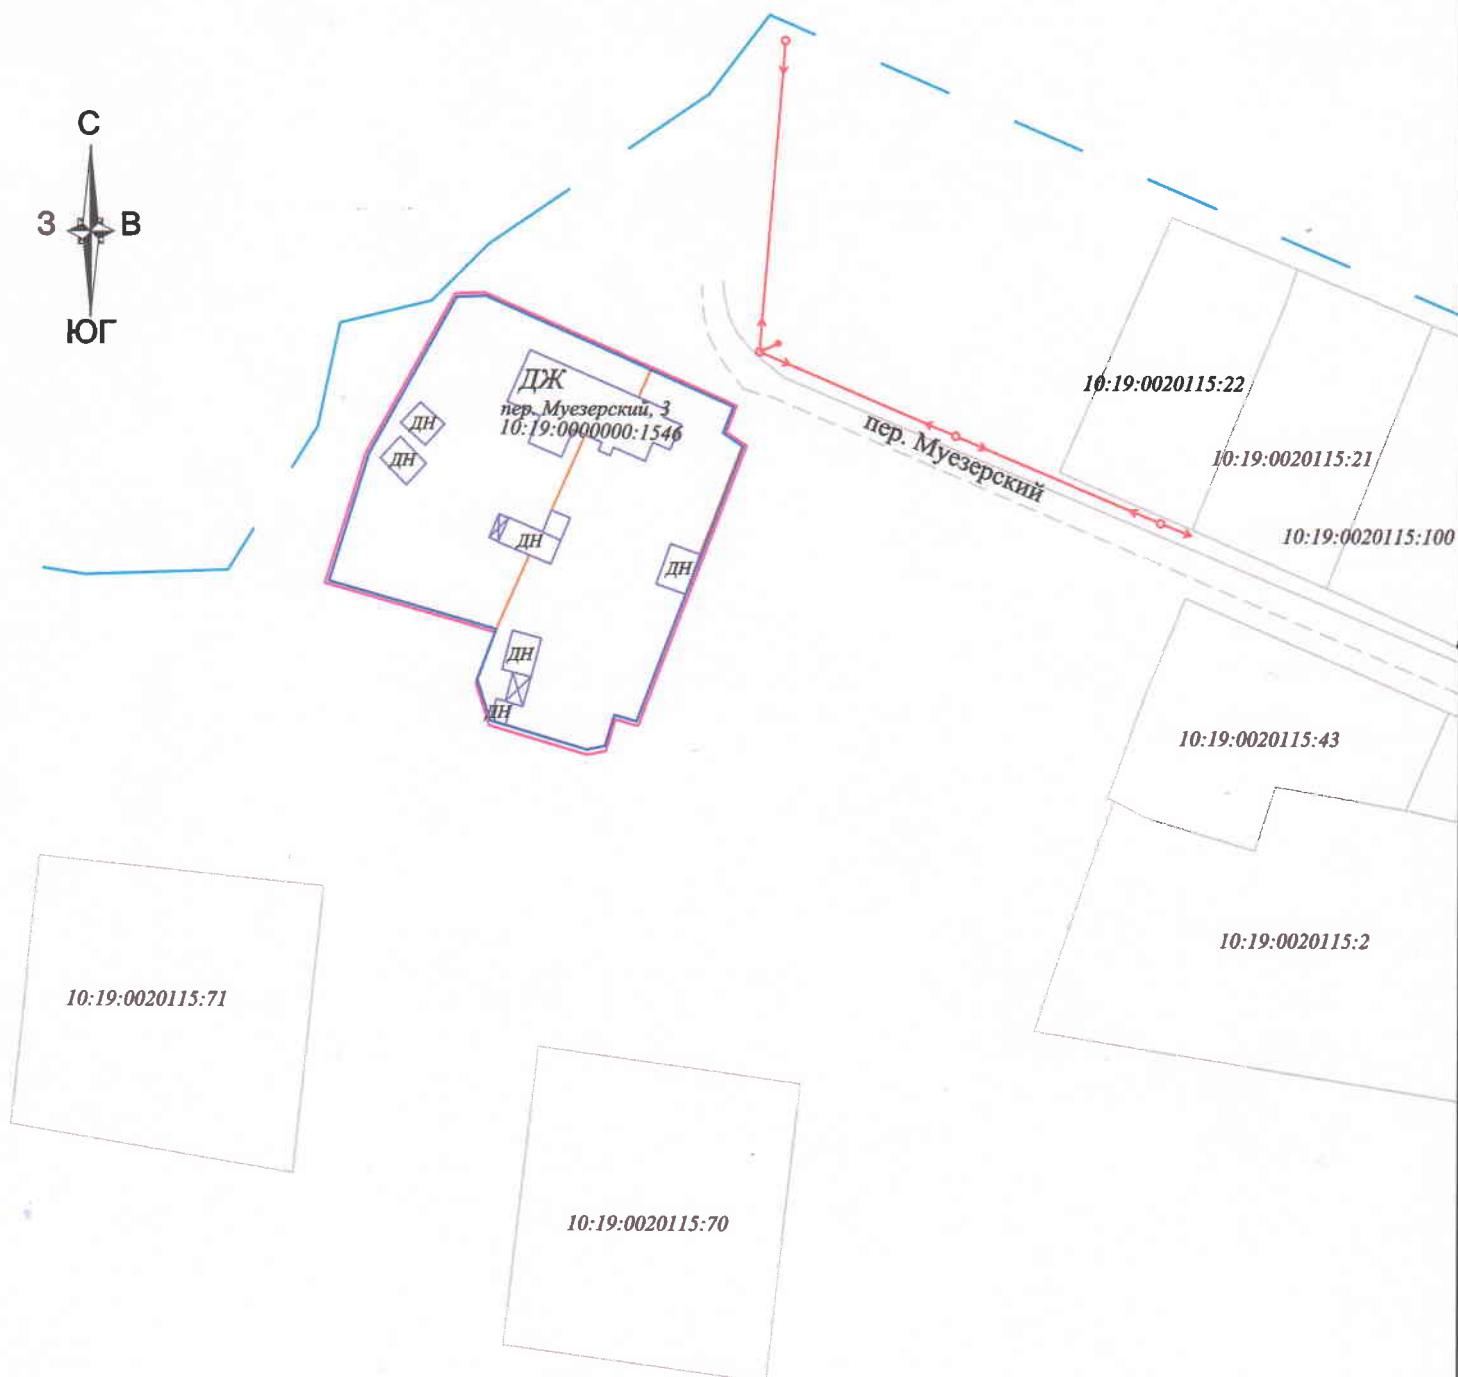 С
З
В
ЮГ
ДЖ
пер. Муезерский, 3
10:19:0000000:1546
ДН
ДН
ДН
ДН
ДН
ДН
пер. Муезерский
10:19:0020115:22
10:19:0020115:21
10:19:0020115:100
10:19:0020115:43
10:19:0020115:2
10:19:0020115:71
10:19:0020115:70